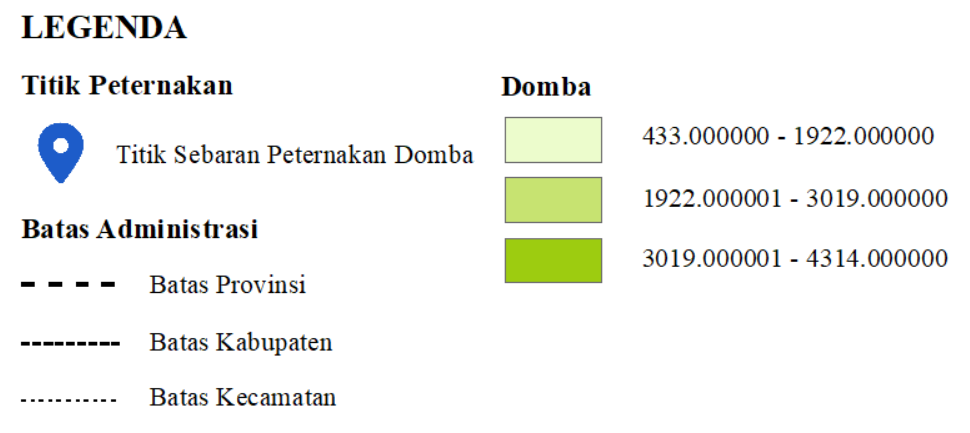 LEGENDA
Titik Peternakan
Titik Sebaran Peternakan Domba
Batas Administrasi
Batas Provinsi
Batas Kabupaten
Batas Kecamatan
Domba
433.000000 - 1922.000000
1922.000001 - 3019.000000
3019.000001 - 4314.000000